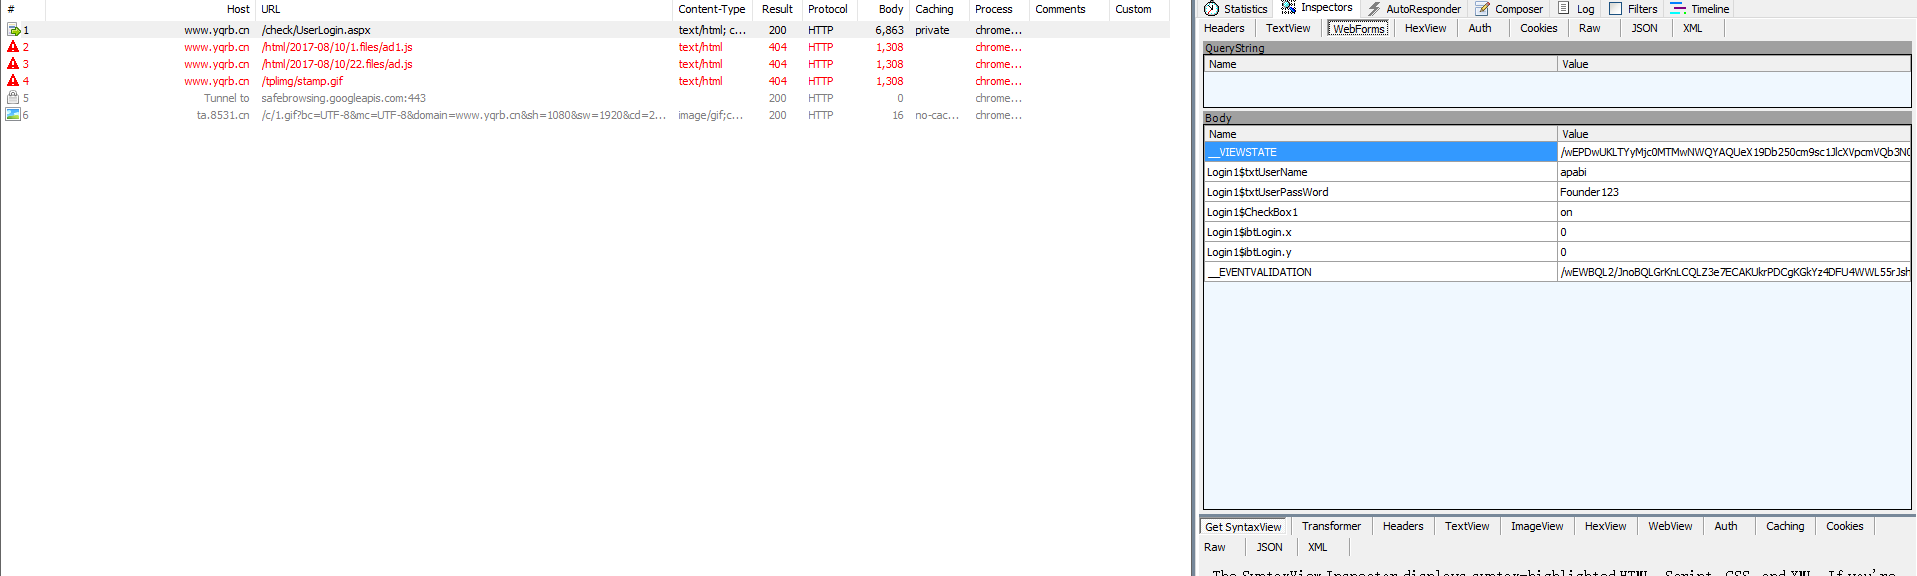 # Host URL Content-Type Result Protocol Body Caching Process Comments Custom
1 www.yqrb.cn /check/UserLogin.aspx text/html; c... 200 HTTP 6,863 private chrome...
2 www.yqrb.cn /html/2017-08/10/1.files/ad1.js text/html 404 HTTP 1,308 chrome...
3 www.yqrb.cn /html/2017-08/10/22.files/ad.js text/html 404 HTTP 1,308 chrome...
4 www.yqrb.cn /tplimg/stamp.gif text/html 404 HTTP 1,308 chrome...
5 Tunnel to safebrowsing.googleapis.com:443 200 HTTP 0 chrome...
6 ta.8531.cn /c/1.gif?bc=UTF-8&mc=UTF-8&domain=www.yqrb.cn&sh=1080&sw=1920&cd=2... image/gif;c... 200 HTTP 16 no-cac... chrome...
Statistics Inspectors AutoResponder Composer Log Filters Timeline
Headers TextView WebForms HexView Auth Cookies Raw JSON XML
QueryString
Name Value
Body
Name Value
__VIEWSTATE /wEPDwUKLTYyMjc0MTMwNWQYAQUeX19Db250cm9sc1JlcXVpcmVQb3N0
Login1$txtUserName apabi
Login1$txtUserPassWord Founder123
Login1$CheckBox1 on
Login1$ibtLogin.x 0
Login1$ibtLogin.y 0
__EVENTVALIDATION /wEWBQL2/JnoBQLGrKnLCQLZ3e7ECAKUkrPDCgKGkYz4DFU4WWL55rJsh
Get SyntaxView Transformer Headers TextView ImageView HexView WebView Auth Caching Cookies
Raw JSON XML
The SyntaxView Inspector displays syntax-highlighted HTML, Script, CSS, and XML. If you're